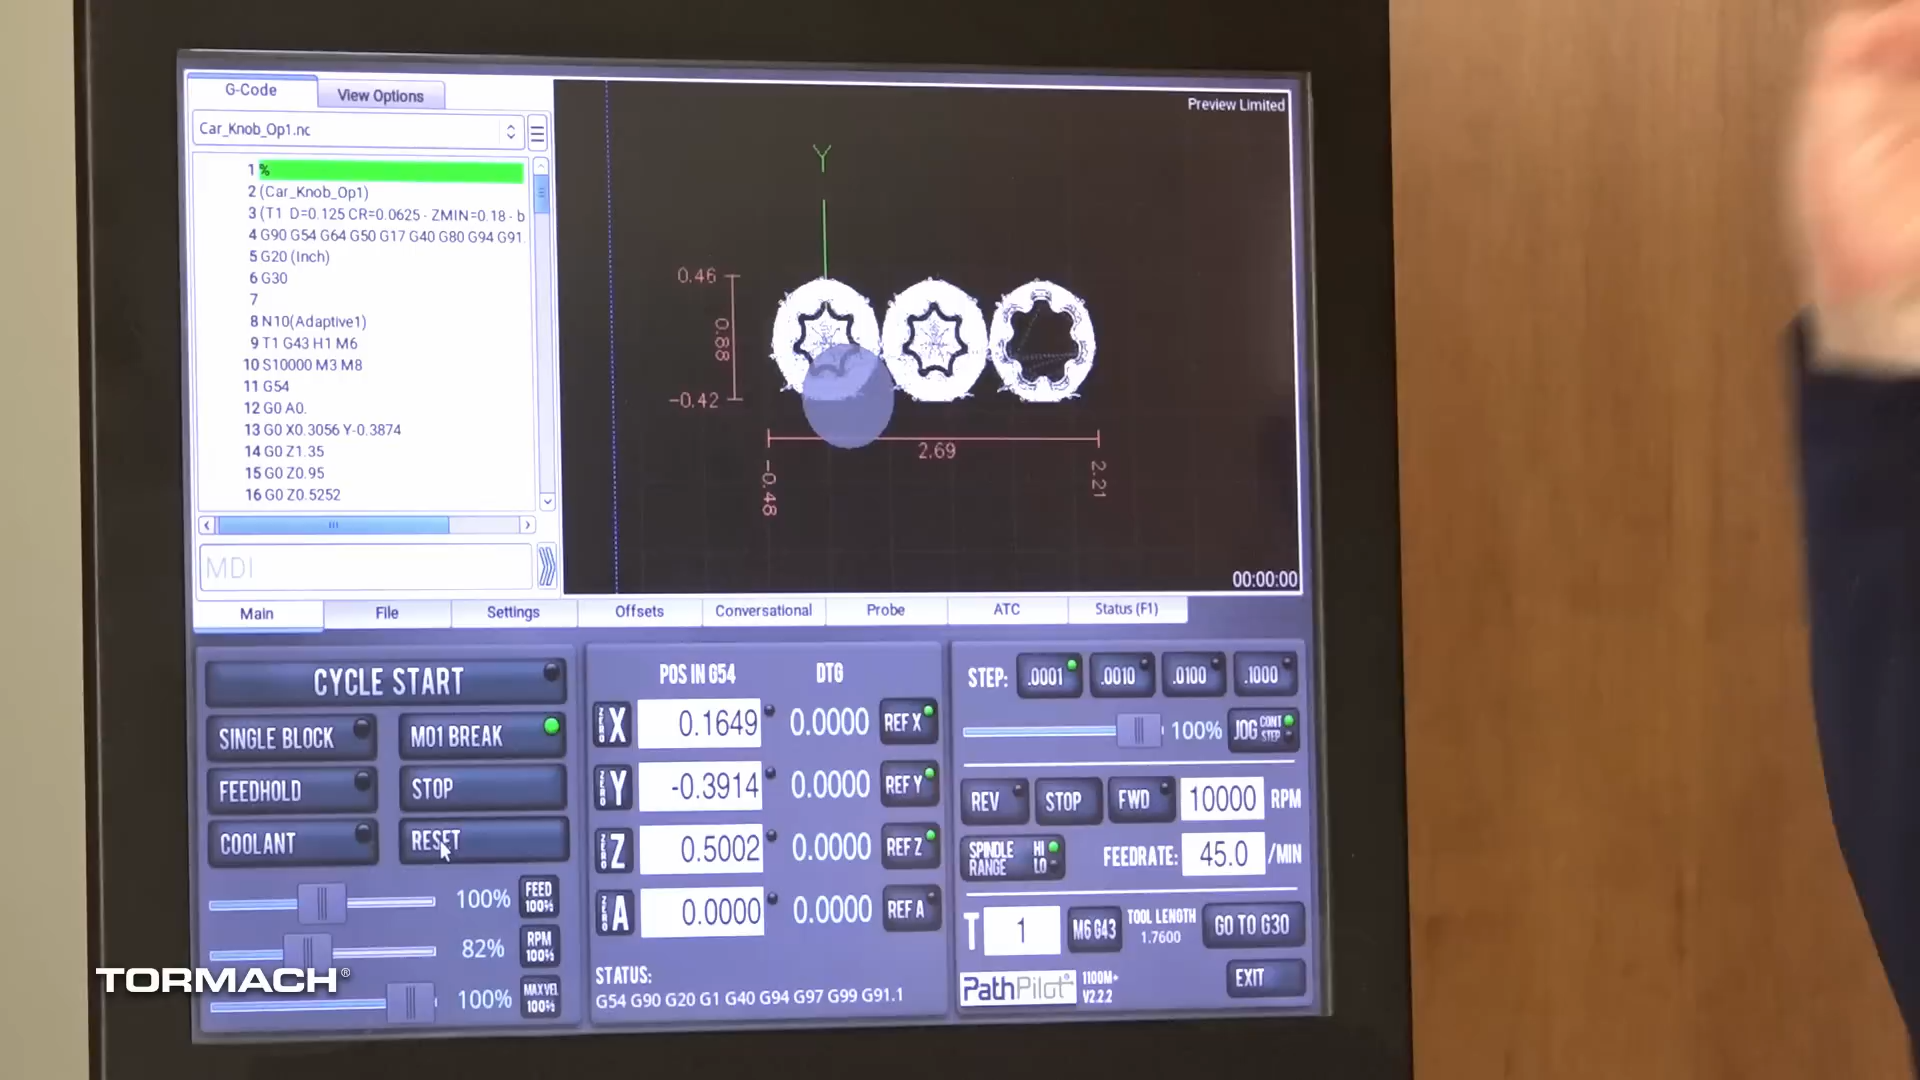 G-Code
View Options
Car_Knob_Op1.nc
1 %
2 (Car_Knob_Op1)
3 (T1 D=0.125 CR=0.0625 - ZMIN=0.18 - b
4 G90 G54 G64 G50 G17 G40 G80 G94 G91.
5 G20 (Inch)
6 G30
7
8 N10(Adaptive1)
9 T1 G43 H1 M6
10 S10000 M3 M8
11 G54
12 G0 A0.
13 G0 X0.3056 Y-0.3874
14 G0 Z1.35
15 G0 Z0.95
16 G0 Z0.5252
MDI
Preview Limited
Y
0.46
0.88
-0.42
2.69
-0.48
2.21
00:00:00
Main
File
Settings
Offsets
Conversational
Probe
ATC
Status (F1)
CYCLE START
SINGLE BLOCK
M01 BREAK
FEEDHOLD
STOP
COOLANT
RESET
100%
FEED
100%
82%
RPM
100%
100%
MAX VEL
100%
POS IN G54
DTG
ZERO X 0.1649 0.0000 REF X
ZERO Y -0.3914 0.0000 REF Y
ZERO Z 0.5002 0.0000 REF Z
ZERO A 0.0000 0.0000 REF A
STATUS:
G54 G90 G20 G1 G40 G94 G97 G99 G91.1
STEP: .0001 .0010 .0100 .1000
100%
JOG CONT
STEP
REV
STOP
FWD
10000 RPM
SPINDLE
RANGE
HI
LO
FEEDRATE: 45.0 /MIN
T 1
M6 G43
TOOL LENGTH
1.7600
GO TO G30
PathPilot®
1100M+
V2.2.2
EXIT
TORMACH®